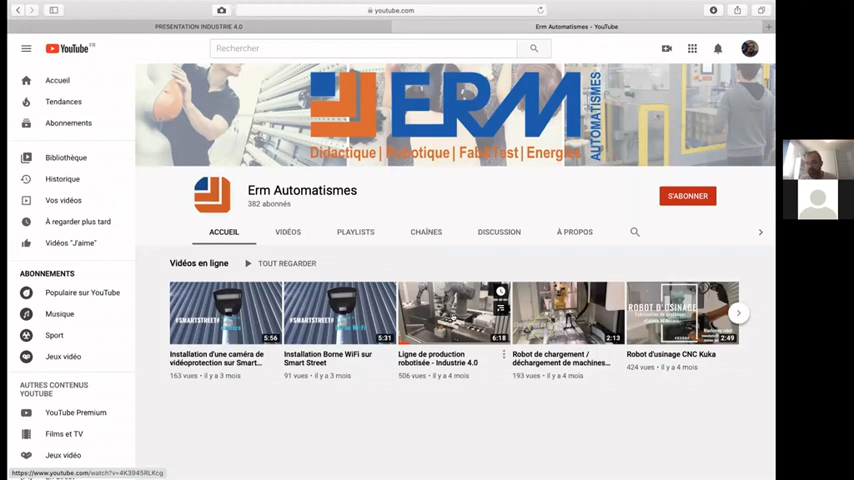 youtube.com
PRESENTATION INDUSTRIE 4.0
Erm Automatismes - YouTube
YouTube FR
Rechercher
Accueil
Tendances
Abonnements
Bibliothèque
Historique
Vos vidéos
À regarder plus tard
Vidéos "J'aime"
ABONNEMENTS
Populaire sur YouTube
Musique
Sport
Jeux vidéo
AUTRES CONTENUS
YOUTUBE
YouTube Premium
Films et TV
Jeux vidéo
ERM
AUTOMATISMES
Didactique | Robotique | Fab&Test | Energies
Erm Automatismes
382 abonnés
S'ABONNER
ACCUEIL
VIDÉOS
PLAYLISTS
CHAÎNES
DISCUSSION
À PROPOS
Vidéos en ligne
TOUT REGARDER
#SMARTSTREET#
5:56
Installation d'une caméra de
vidéoprotection sur Smart...
163 vues • il y a 3 mois
#SMARTSTREET#
5:31
Installation Borne WiFi sur
Smart Street
91 vues • il y a 3 mois
6:18
Ligne de production
robotisée - Industrie 4.0
506 vues • il y a 4 mois
2:13
Robot de chargement /
déchargement de machines...
193 vues • il y a 4 mois
ROBOT D'USINAGE
2:49
Robot d'usinage CNC Kuka
424 vues • il y a 4 mois
https://www.youtube.com/watch?v=4K3945RLKcg